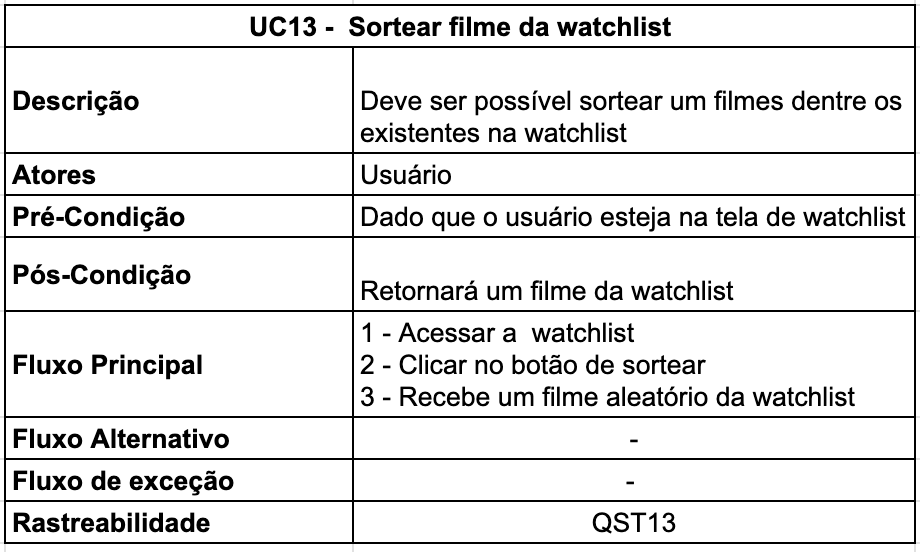 UC13 - Sortear filme da watchlist
Descrição
Deve ser possível sortear um filmes dentre os
existentes na watchlist
Atores
Usuário
Pré-Condição
Dado que o usuário esteja na tela de watchlist
Pós-Condição
Retornará um filme da watchlist
Fluxo Principal
1 - Acessar a watchlist
2 - Clicar no botão de sortear
3 - Recebe um filme aleatório da watchlist
Fluxo Alternativo
-
Fluxo de exceção
-
Rastreabilidade
QST13